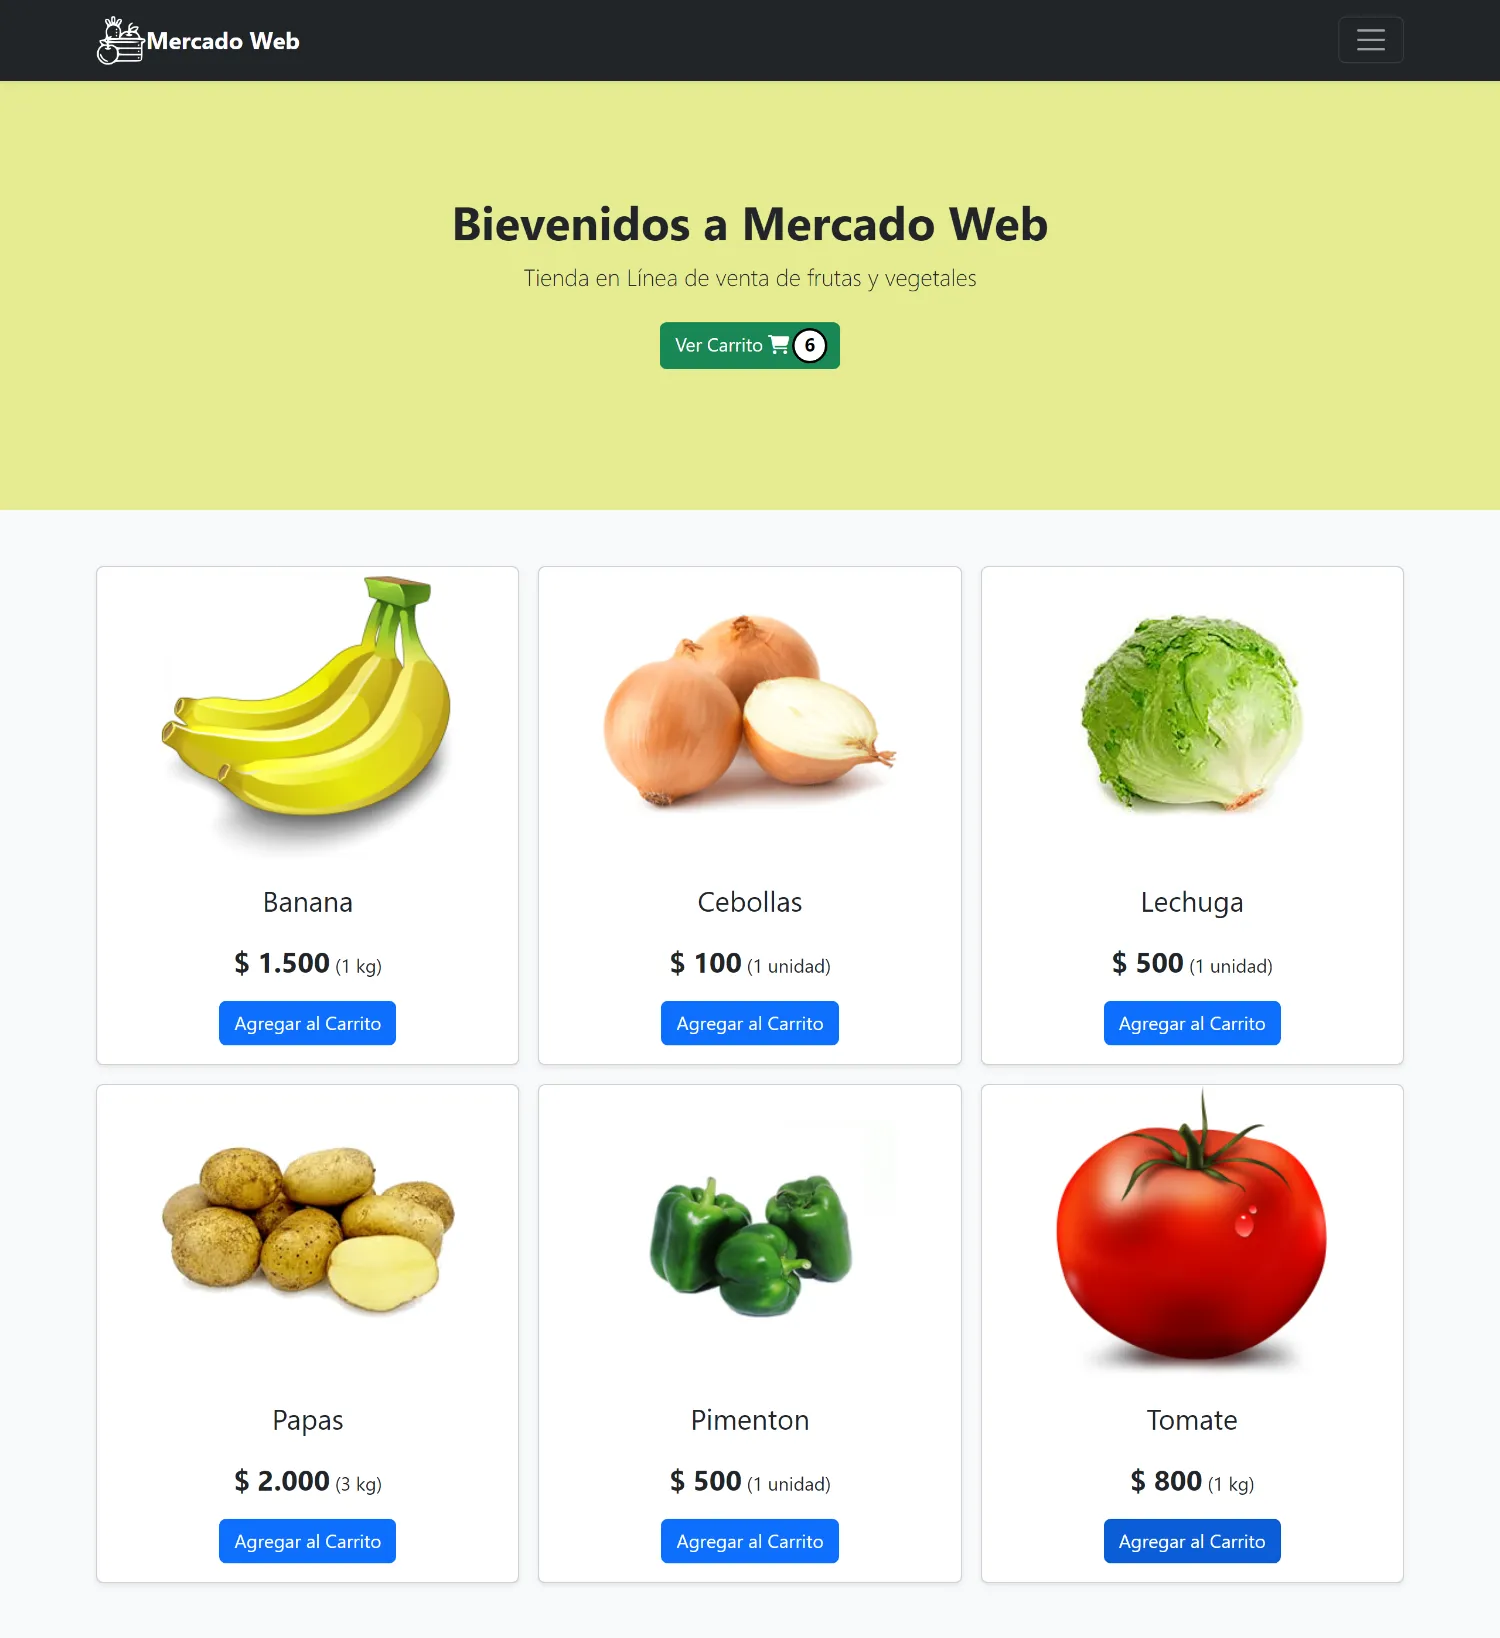 Mercado Web
Bievenidos a Mercado Web
Tienda en Línea de venta de frutas y vegetales
Ver Carrito 6
Banana
$ 1.500 (1 kg)
Agregar al Carrito
Cebollas
$ 100 (1 unidad)
Agregar al Carrito
Lechuga
$ 500 (1 unidad)
Agregar al Carrito
Papas
$ 2.000 (3 kg)
Agregar al Carrito
Pimenton
$ 500 (1 unidad)
Agregar al Carrito
Tomate
$ 800 (1 kg)
Agregar al Carrito